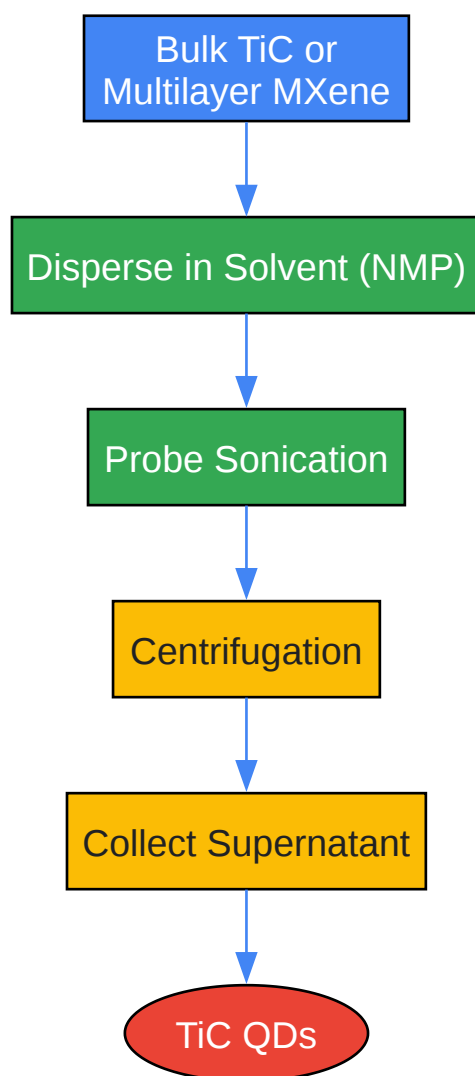 Bulk TiC or
Multilayer MXene
Disperse in Solvent (NMP)
Probe Sonication
Centrifugation
Collect Supernatant
TiC QDs